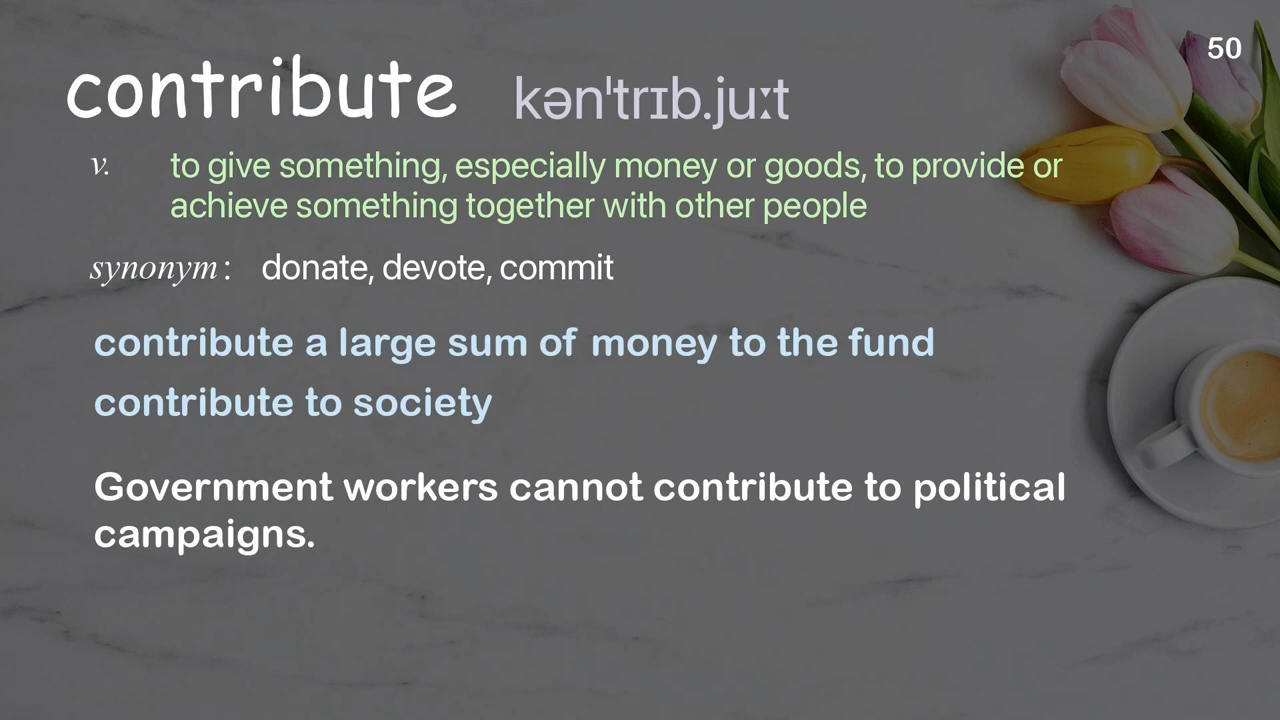 50
contribute kən'trɪb.juːt
v. to give something, especially money or goods, to provide or
achieve something together with other people
synonym : donate, devote, commit
contribute a large sum of money to the fund
contribute to society
Government workers cannot contribute to political
campaigns.